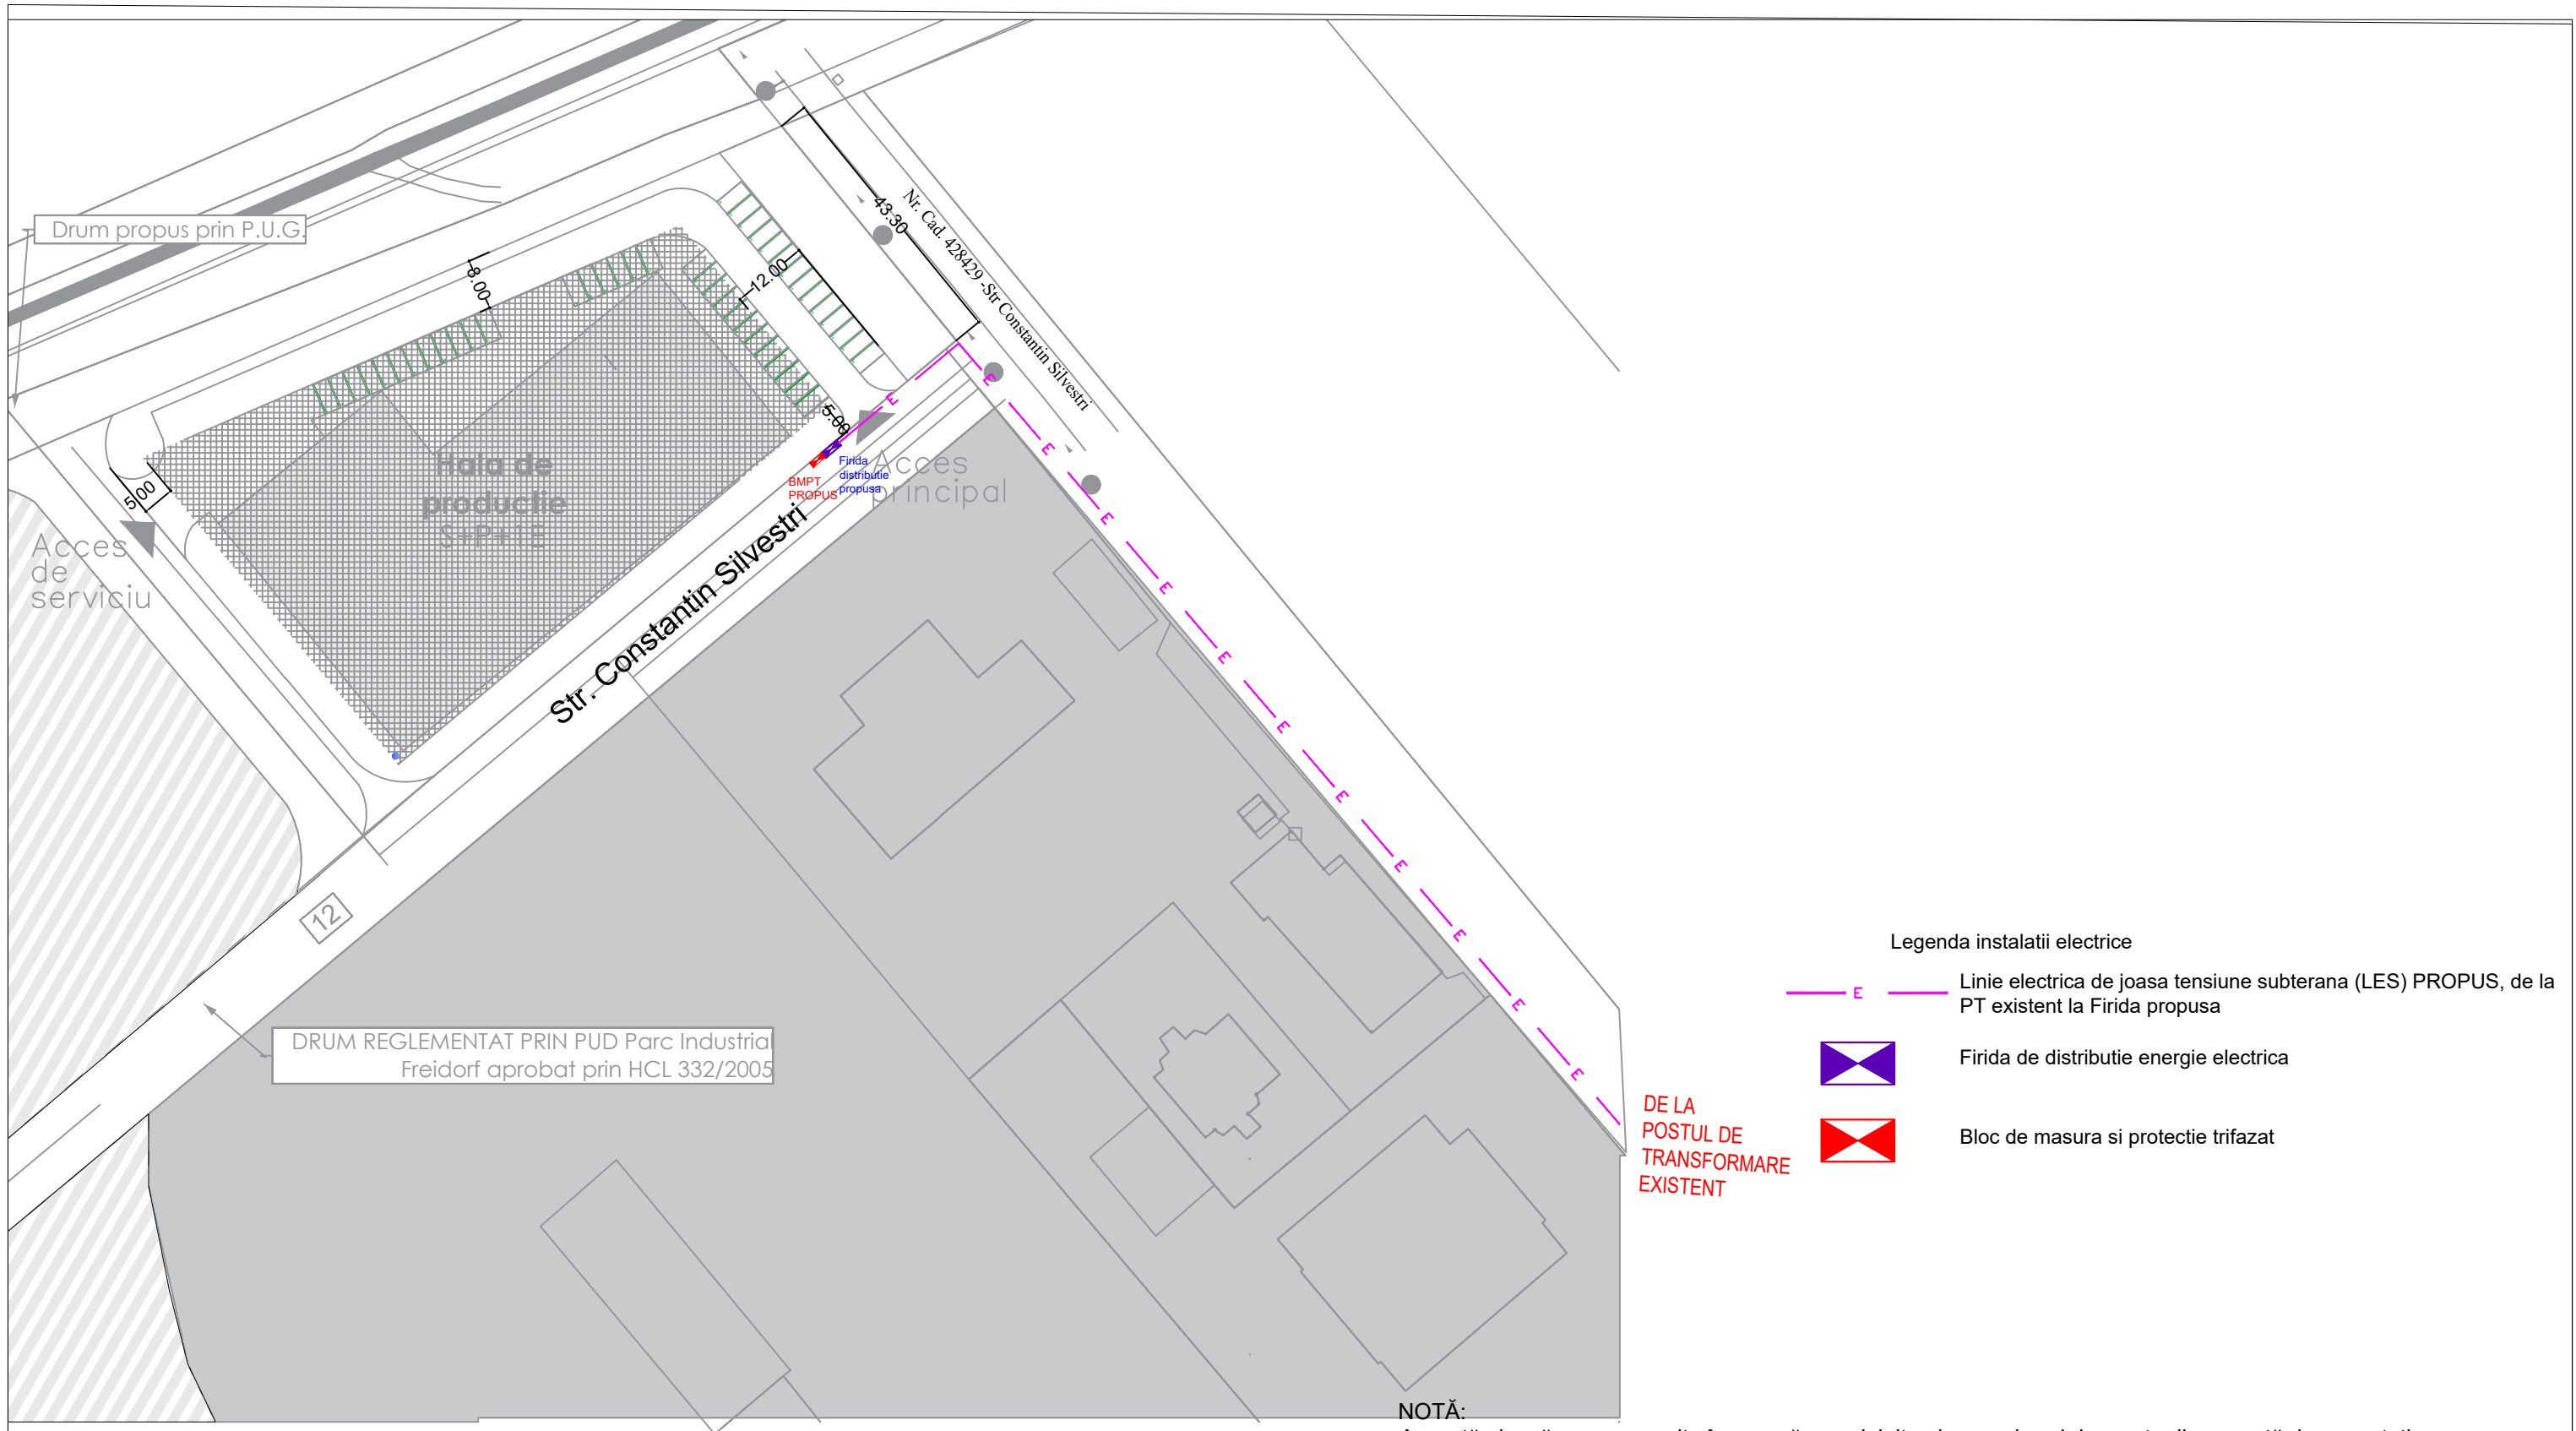 Drum propus prin P.U.G.
43.30
Nr. Cad. 428429 -Str Constantin Silvestri
8.00
12.00
5.00
5.00
Hala de
productie
S+P+1E
Acces
de
serviciu
Firida
distributie
propusa
BMPT
PROPUS
Acces
principal
Str. Constantin Silvestri
E
E
E
E
E
E
E
E
E
E
E
E
E
12
DRUM REGLEMENTAT PRIN PUD Parc Industrial
Freidorf aprobat prin HCL 332/2005
DE LA
POSTUL DE
TRANSFORMARE
EXISTENT
Legenda instalatii electrice
E
Linie electrica de joasa tensiune subterana (LES) PROPUS, de la
PT existent la Firida propusa
Firida de distributie energie electrica
Bloc de masura si protectie trifazat
NOTĂ: